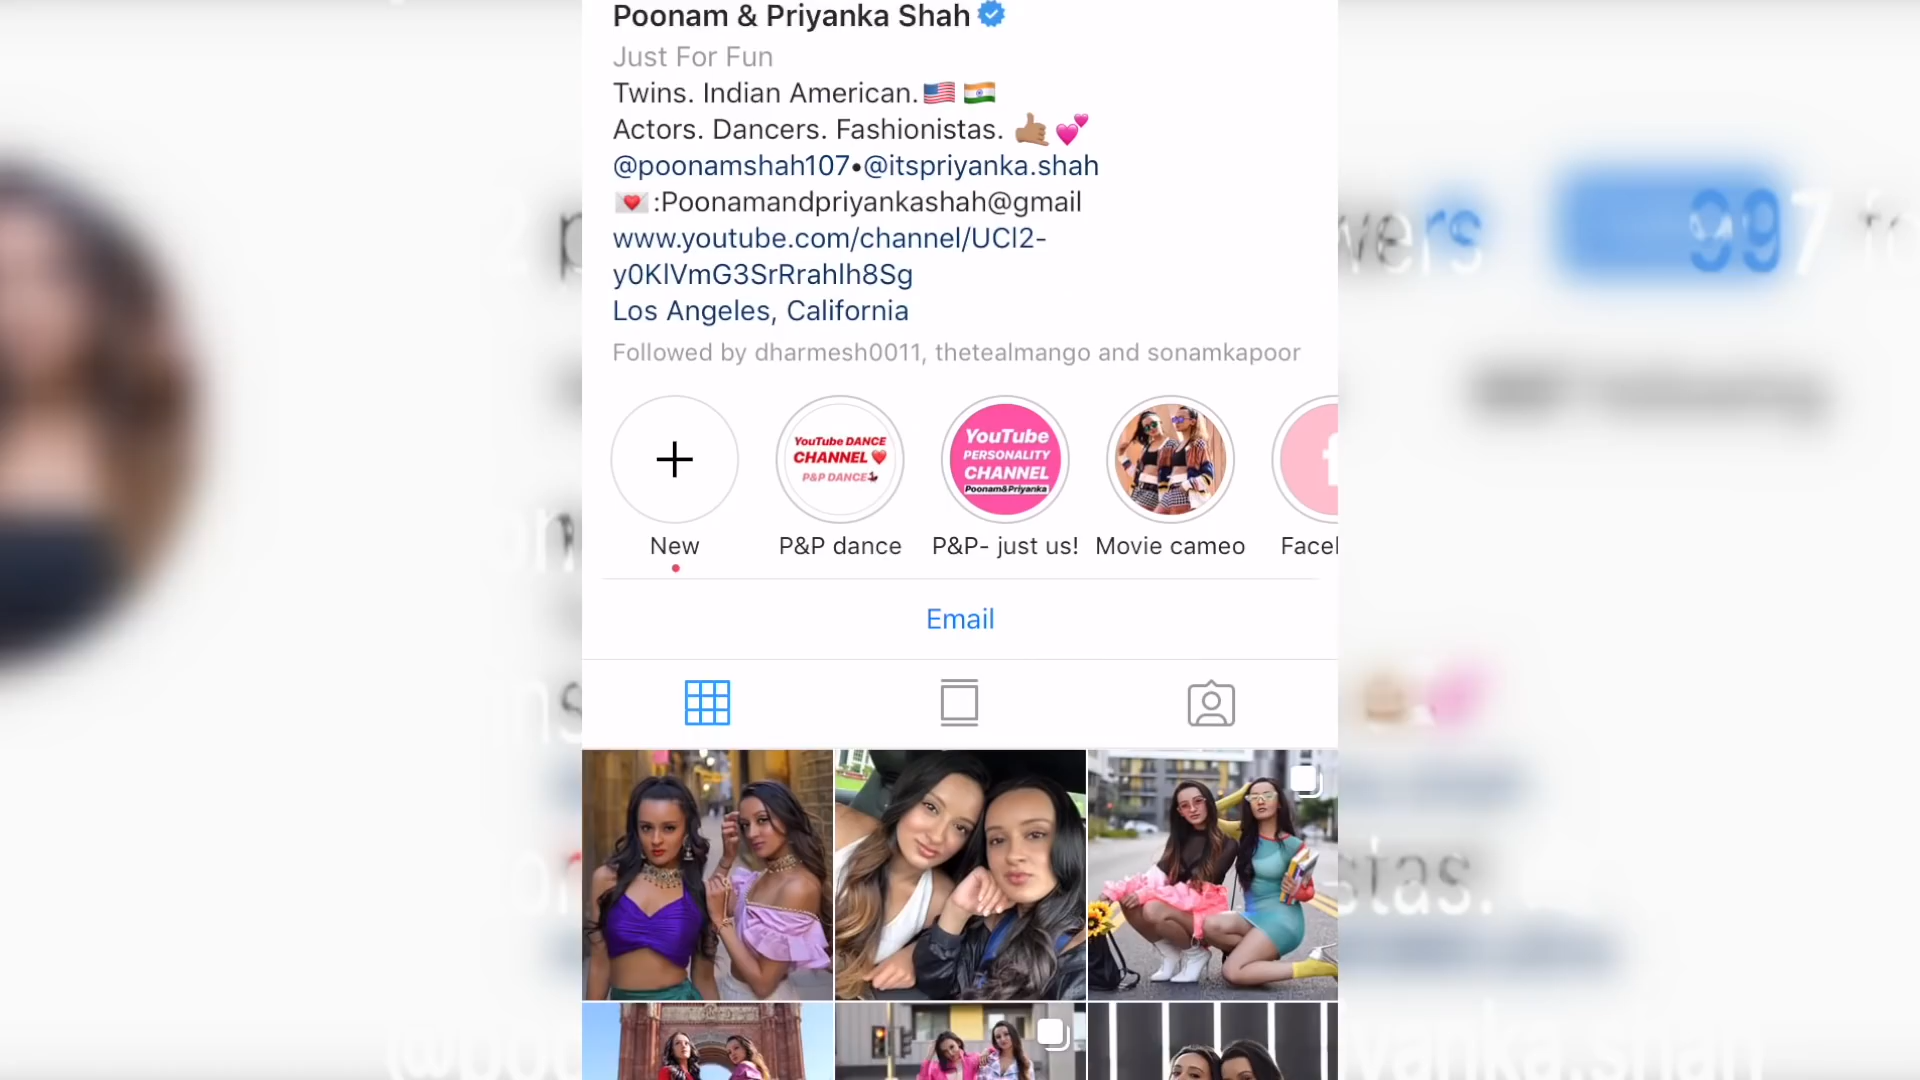 Poonam & Priyanka Shah
Just For Fun
Twins. Indian American.
Actors. Dancers. Fashionistas.
@poonamshah107•@itspriyanka.shah
:Poonamandpriyankashah@gmail
www.youtube.com/channel/UCl2-
y0KlVmG3SrRrahlh8Sg
Los Angeles, California
Followed by dharmesh0011, thetealmango and sonamkapoor
YouTube DANCE
CHANNEL
P&P DANCE
YouTube
PERSONALITY
CHANNEL
Poonam&Priyanka
New
P&P dance
P&P- just us!
Movie cameo
Email
997